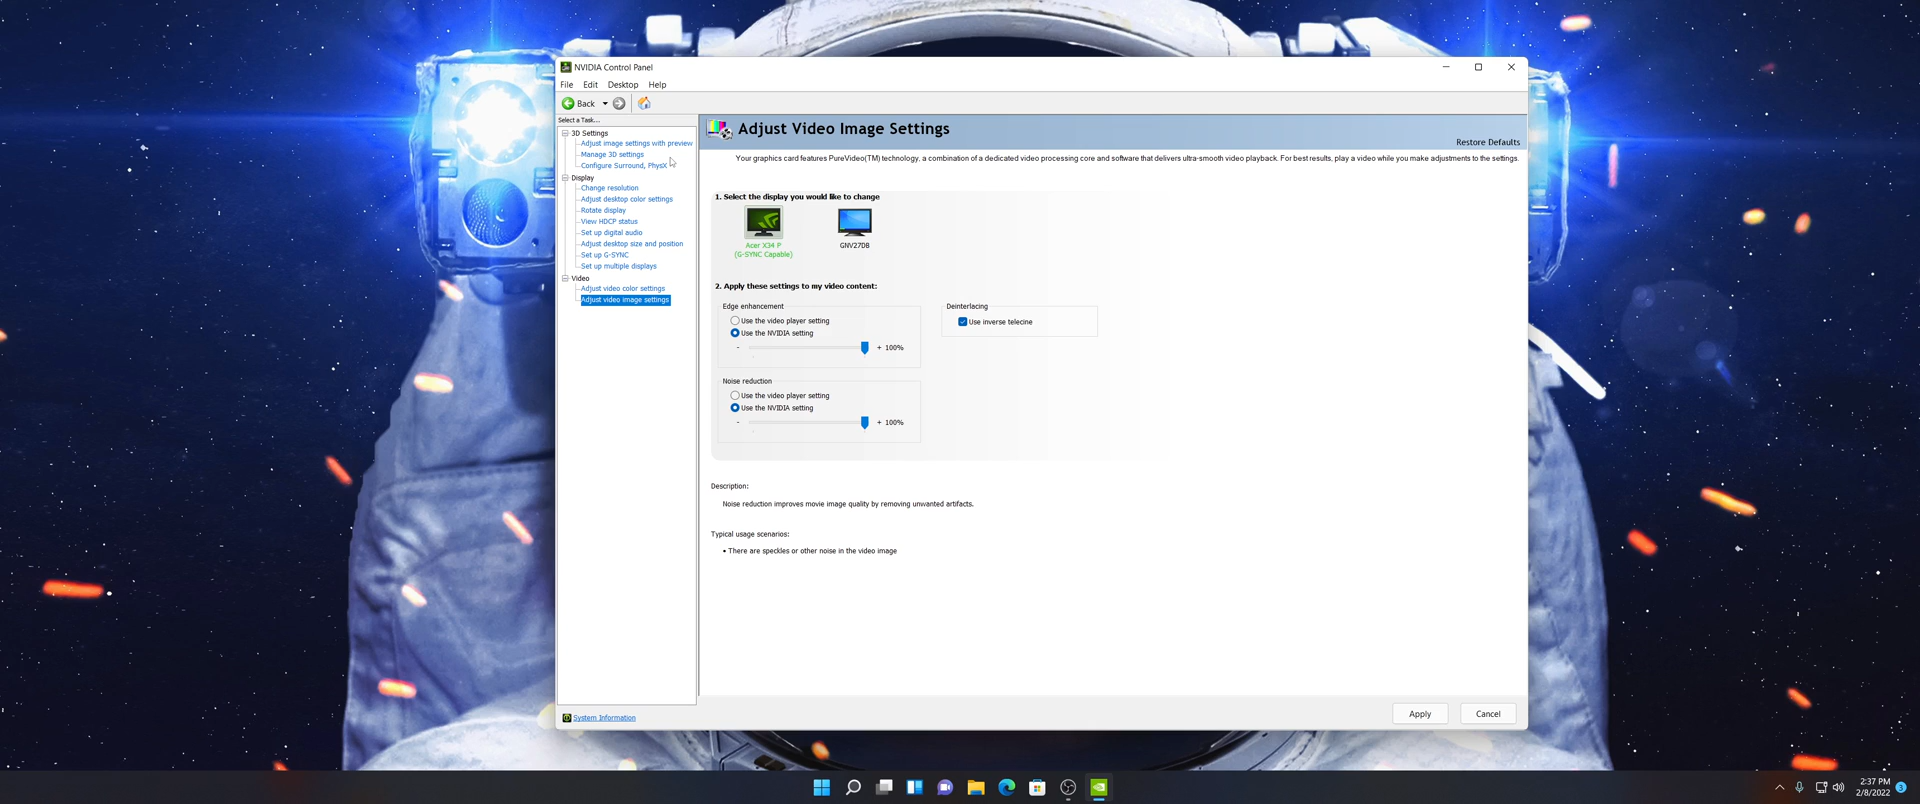 NVIDIA Control Panel
File Edit Desktop Help
Back
Select a Task...
3D Settings
Adjust image settings with preview
Manage 3D settings
Configure Surround, PhysX
Display
Change resolution
Adjust desktop color settings
Rotate display
View HDCP status
Set up digital audio
Adjust desktop size and position
Set up G-SYNC
Set up multiple displays
Video
Adjust video color settings
Adjust video image settings
System Information
Adjust Video Image Settings
Restore Defaults
Your graphics card features PureVideo(TM) technology, a combination of a dedicated video processing core and software that delivers ultra-smooth video playback. For best results, play a video while you make adjustments to the settings.
1. Select the display you would like to change
Acer X34 P
(G-SYNC Capable)
GNV27DB
2. Apply these settings to my video content:
Edge enhancement
Use the video player setting
Use the NVIDIA setting
- + 100%
Deinterlacing
Use inverse telecine
Noise reduction
Use the video player setting
Use the NVIDIA setting
- + 100%
Description:
Noise reduction improves movie image quality by removing unwanted artifacts.
Typical usage scenarios:
• There are speckles or other noise in the video image
Apply Cancel
2:37 PM
2/8/2022
3